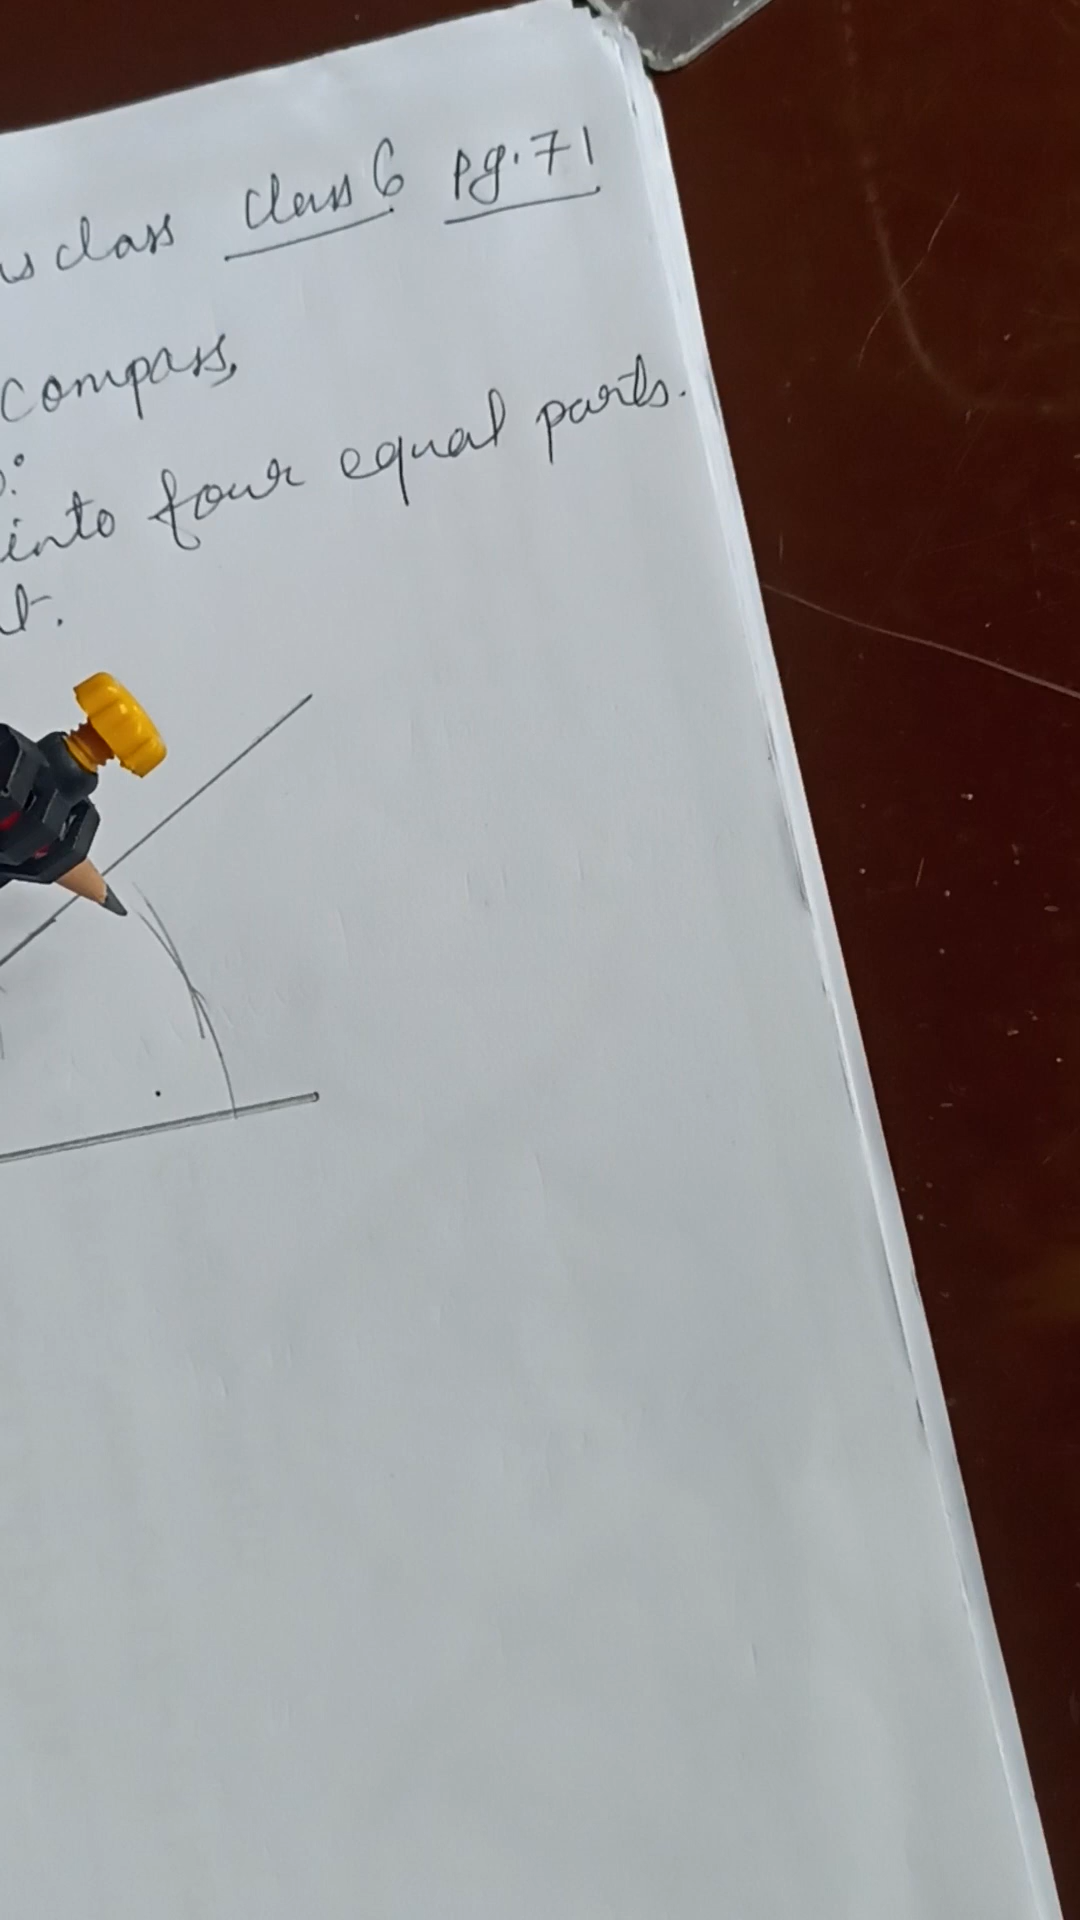 class class 6 pg.71
compass,
into four equal parts.